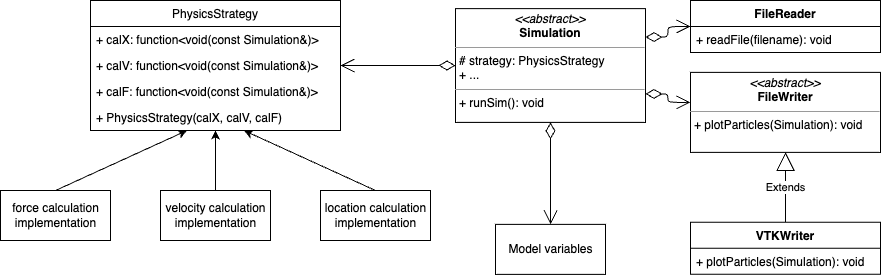 PhysicsStrategy
+ calX: function<void(const Simulation&)>
+ calV: function<void(const Simulation&)>
+ calF: function<void(const Simulation&)>
+ PhysicsStrategy(calX, calV, calF)
force calculation
implementation
velocity calculation
implementation
location calculation
implementation
<<abstract>>
Simulation
# strategy: PhysicsStrategy
+ ...
+ runSim(): void
Model variables
FileReader
+ readFile(filename): void
<<abstract>>
FileWriter
+ plotParticles(Simulation): void
Extends
VTKWriter
+ plotParticles(Simulation): void